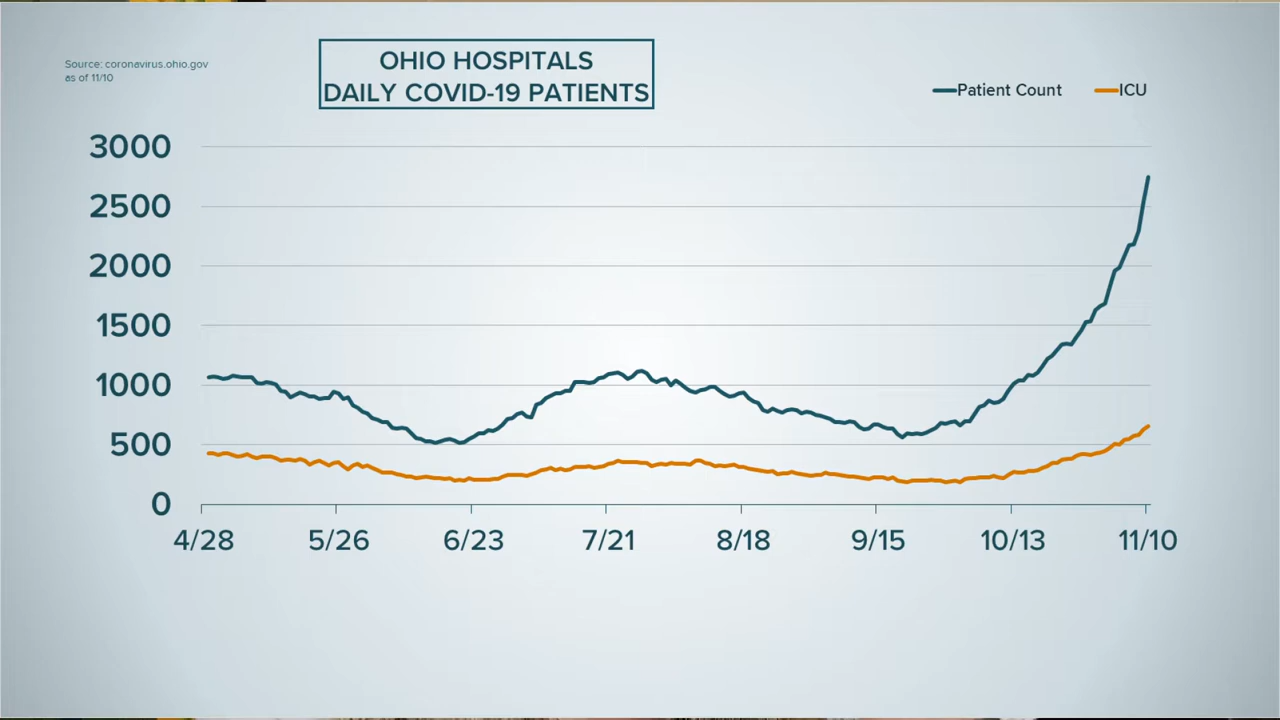 Source: coronavirus.ohio.gov
as of 11/10
OHIO HOSPITALS
DAILY COVID-19 PATIENTS
Patient Count
ICU
3000
2500
2000
1500
1000
500
0
4/28
5/26
6/23
7/21
8/18
9/15
10/13
11/10